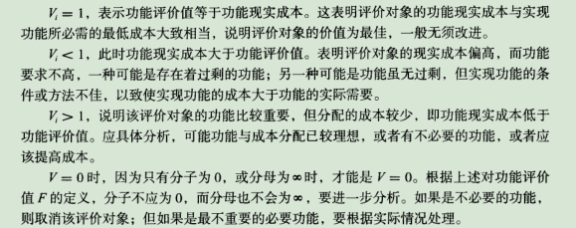 Vᵢ = 1，表示功能评价值等于功能现实成本。这表明评价对象的功能现实成本与实现
功能所必需的最低成本大致相当，说明评价对象的价值为最佳，一般无须改进。
Vᵢ < 1，此时功能现实成本大于功能评价值。表明评价对象的现实成本偏高，而功能
要求不高，一种可能是存在着过剩的功能；另一种可能是功能虽无过剩，但实现功能的条
件或方法不佳，以致使实现功能的成本大于功能的实际需要。
Vᵢ > 1，说明该评价对象的功能比较重要，但分配的成本较少，即功能现实成本低于
功能评价值。应具体分析，可能功能与成本分配已较理想，或者有不必要的功能，或者应
该提高成本。
V = 0 时，因为只有分子为 0，或分母为∞时，才能是 V = 0。根据上述对功能评价
值 F 的定义，分子不应为 0，而分母也不会为∞，要进一步分析。如果是不必要的功能，
则取消该评价对象；但如果是最不重要的必要功能，要根据实际情况处理。